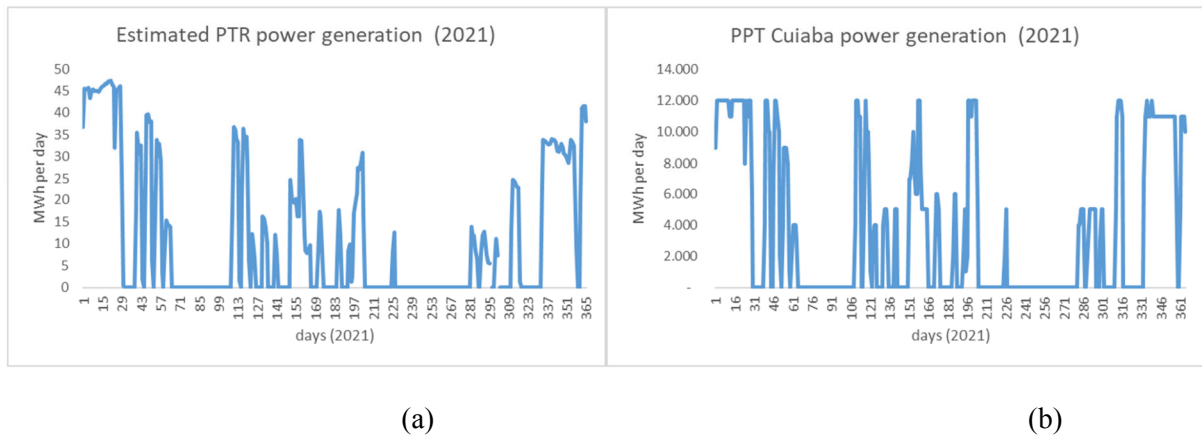 Estimated PTR power generation (2021)
MWh per day
50
45
40
35
30
25
20
15
10
5
0
1 15 29 43 57 71 85 99 113 127 141 155 169 183 197 211 225 239 253 267 281 295 309 323 337 351 365
days (2021)
PPT Cuiaba power generation (2021)
MWh per day
14.000
12.000
10.000
8.000
6.000
4.000
2.000
-
1 16 31 46 61 76 91 106 121 136 151 166 181 196 211 226 241 256 271 286 301 316 331 346 361
days (2021)
(a)
(b)